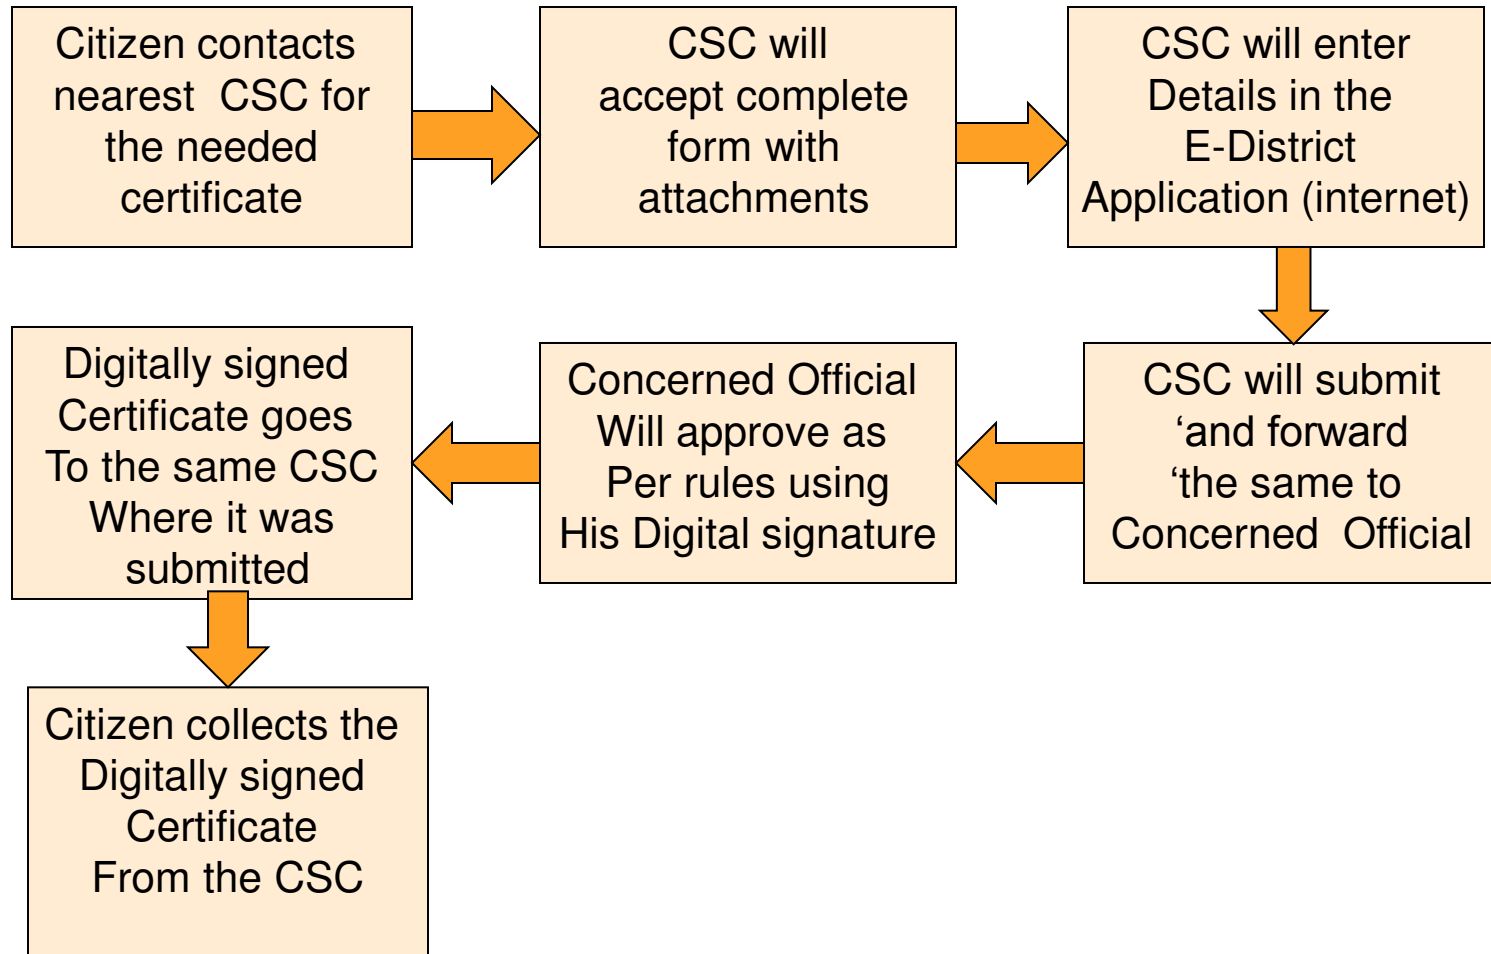 Citizen contacts
nearest CSC for
the needed
certificate
CSC will
accept complete
form with
attachments
CSC will enter
Details in the
E-District
Application (internet)
CSC will submit
‘and forward
‘the same to
Concerned Official
Concerned Official
Will approve as
Per rules using
His Digital signature
Digitally signed
Certificate goes
To the same CSC
Where it was
submitted
Citizen collects the
Digitally signed
Certificate
From the CSC